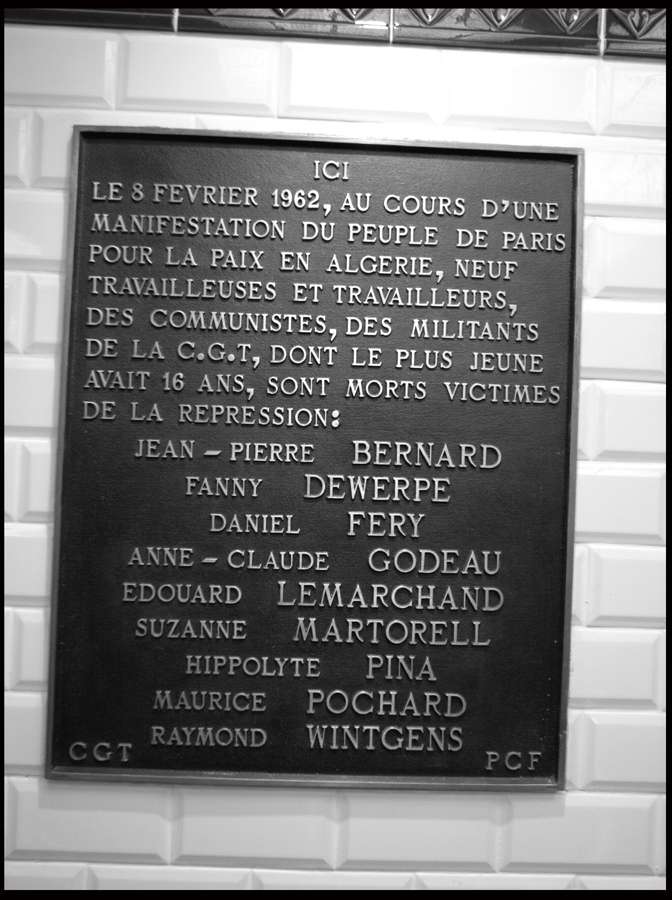 ICI
LE 8 FEVRIER 1962, AU COURS D'UNE
MANIFESTATION DU PEUPLE DE PARIS
POUR LA PAIX EN ALGERIE, NEUF
TRAVAILLEUSES ET TRAVAILLEURS,
DES COMMUNISTES, DES MILITANTS
DE LA C.G.T, DONT LE PLUS JEUNE
AVAIT 16 ANS, SONT MORTS VICTIMES
DE LA REPRESSION:
JEAN-PIERRE BERNARD
FANNY DEWERPE
DANIEL FERY
ANNE-CLAUDE GODEAU
EDOUARD LEMARCHAND
SUZANNE MARTORELL
HIPPOLYTE PINA
MAURICE POCHARD
RAYMOND WINTGENS
CGT PCF